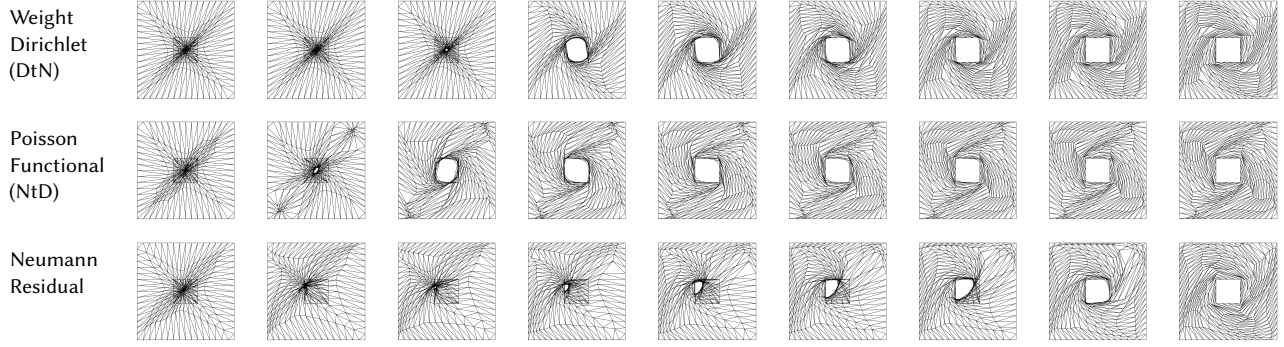 Weight
Dirichlet
(DtN)
Poisson
Functional
(NtD)
Neumann
Residual